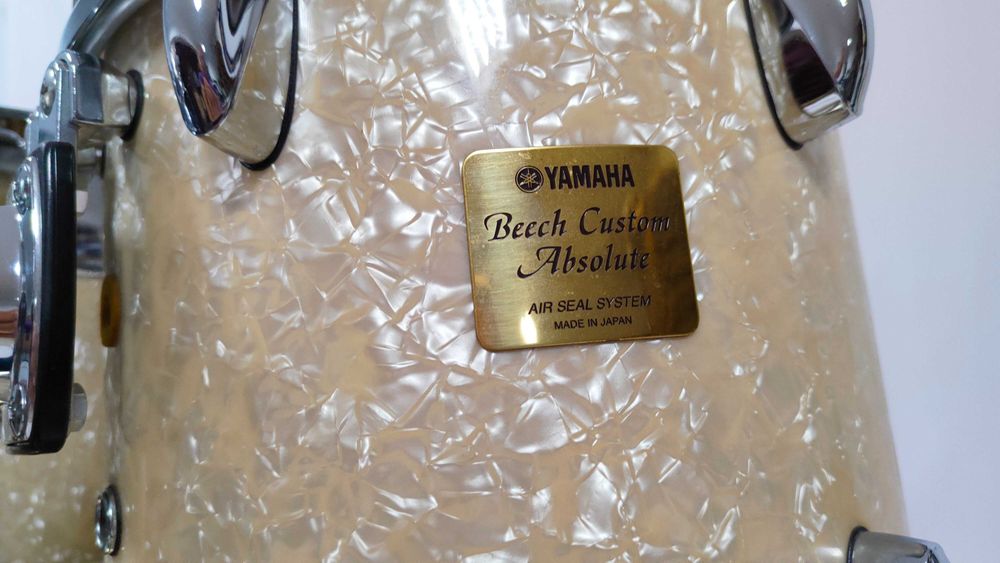 YAMAHA
Beech Custom
Absolute
AIR SEAL SYSTEM
MADE IN JAPAN